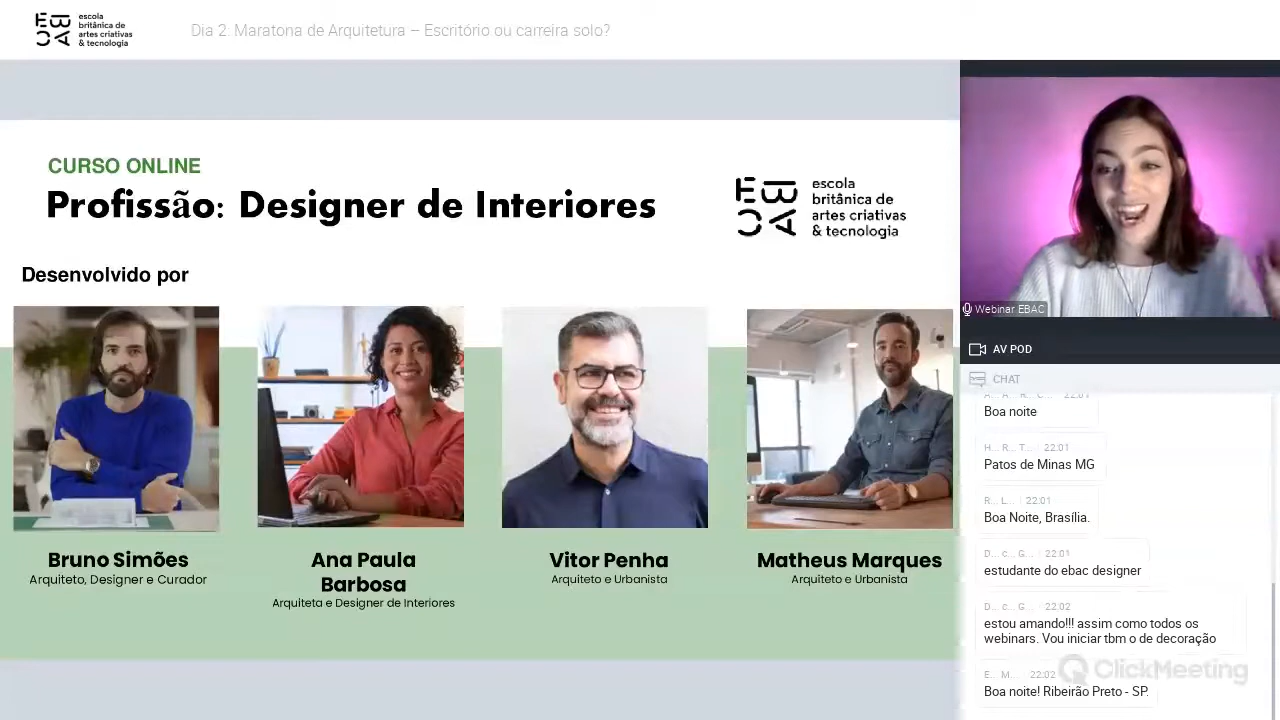 escola
britânica de
artes criativas
& tecnologia
Dia 2: Maratona de Arquitetura – Escritório ou carreira solo?
CURSO ONLINE
Profissão: Designer de Interiores
escola
britânica de
artes criativas
& tecnologia
Desenvolvido por
Bruno Simões
Arquiteto, Designer e Curador
Ana Paula
Barbosa
Arquiteta e Designer de Interiores
Vitor Penha
Arquiteto e Urbanista
Matheus Marques
Arquiteto e Urbanista
Webinar EBAC
AV POD
CHAT
Boa noite
H... R... T... 22:01
Patos de Minas MG
R... L... 22:01
Boa Noite, Brasília.
D... c... G... 22:01
estudante do ebac designer
D... c... G... 22:02
estou amando!!! assim como todos os
webinars. Vou iniciar tbm o de decoração
E... M... 22:02
Boa noite! Ribeirão Preto - SP.
ClickMeeting